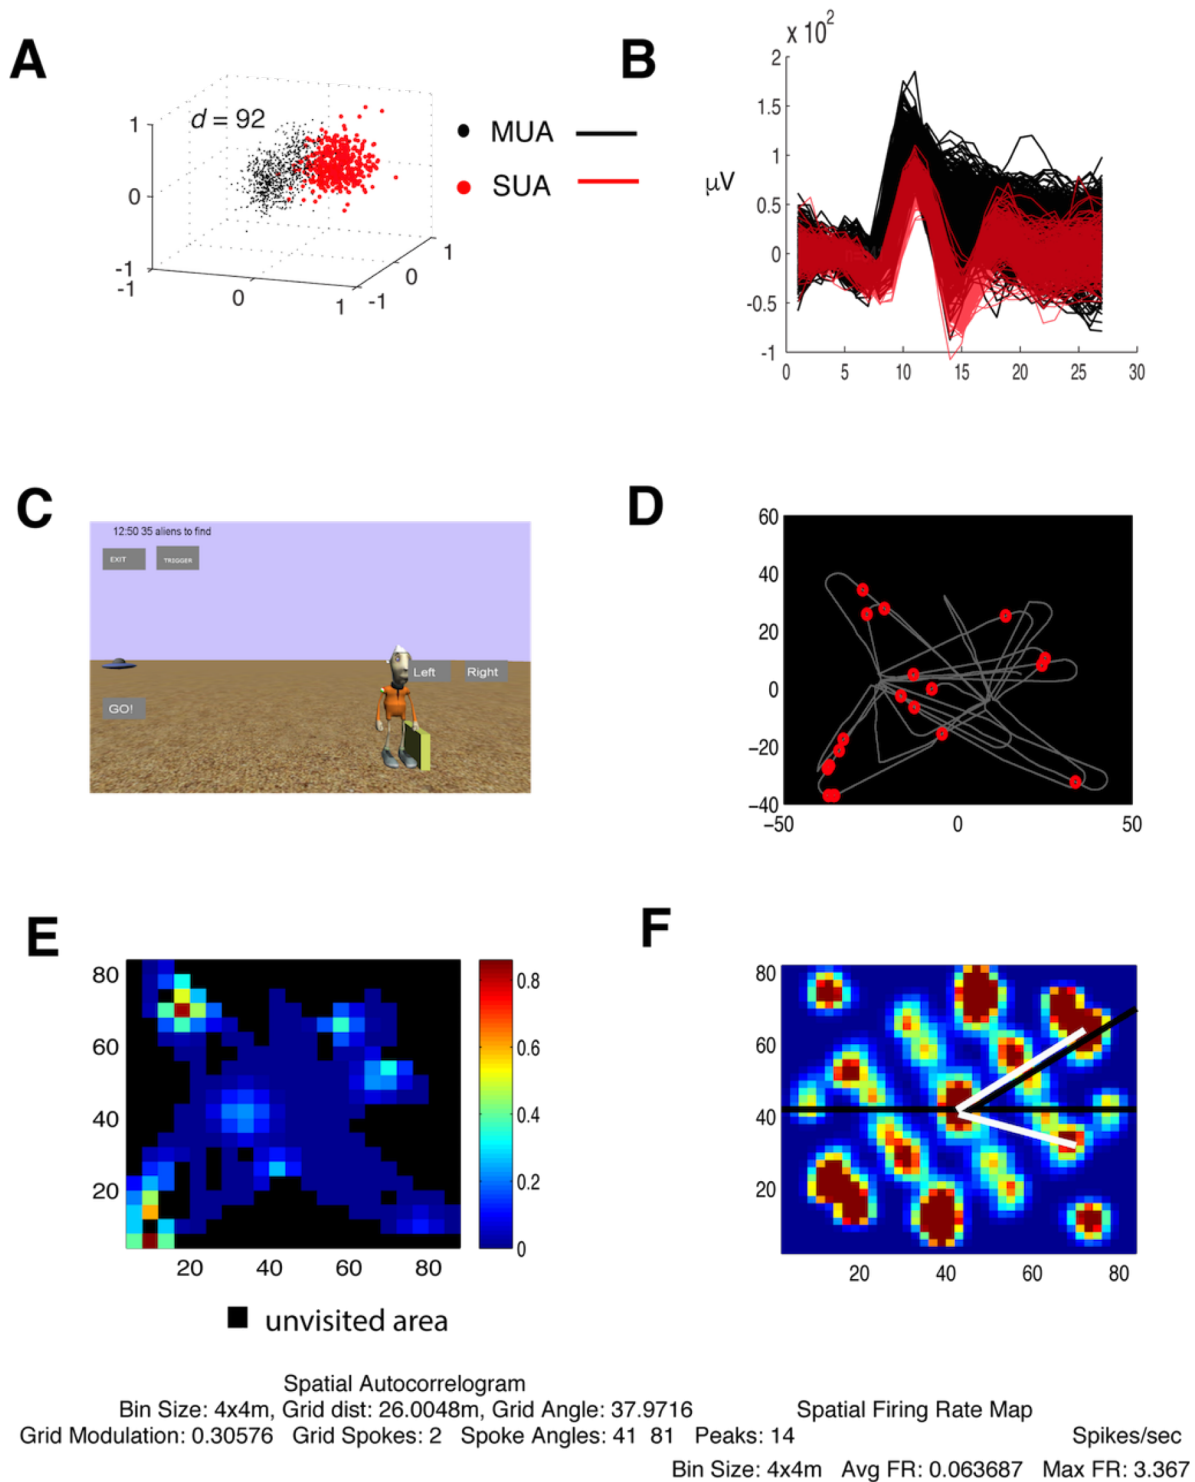 A
d = 92
1
0
-1
-1
0
1
-1
0
1
MUA
SUA
B
x 10²
2
1.5
1
0.5
0
-0.5
-1
μV
0 5 10 15 20 25 30
C
12:50 35 aliens to find
EXIT TRIGGER
Left Right
GO!
D
60
40
20
0
−20
−40
−50 0 50
E
80
60
40
20
20 40 60 80
0.8
0.6
0.4
0.2
0
unvisited area
F
80
60
40
20
20 40 60 80
Spatial Autocorrelogram
Bin Size: 4x4m, Grid dist: 26.0048m, Grid Angle: 37.9716
Grid Modulation: 0.30576 Grid Spokes: 2 Spoke Angles: 41 81 Peaks: 14
Spatial Firing Rate Map
Spikes/sec
Bin Size: 4x4m Avg FR: 0.063687 Max FR: 3.367